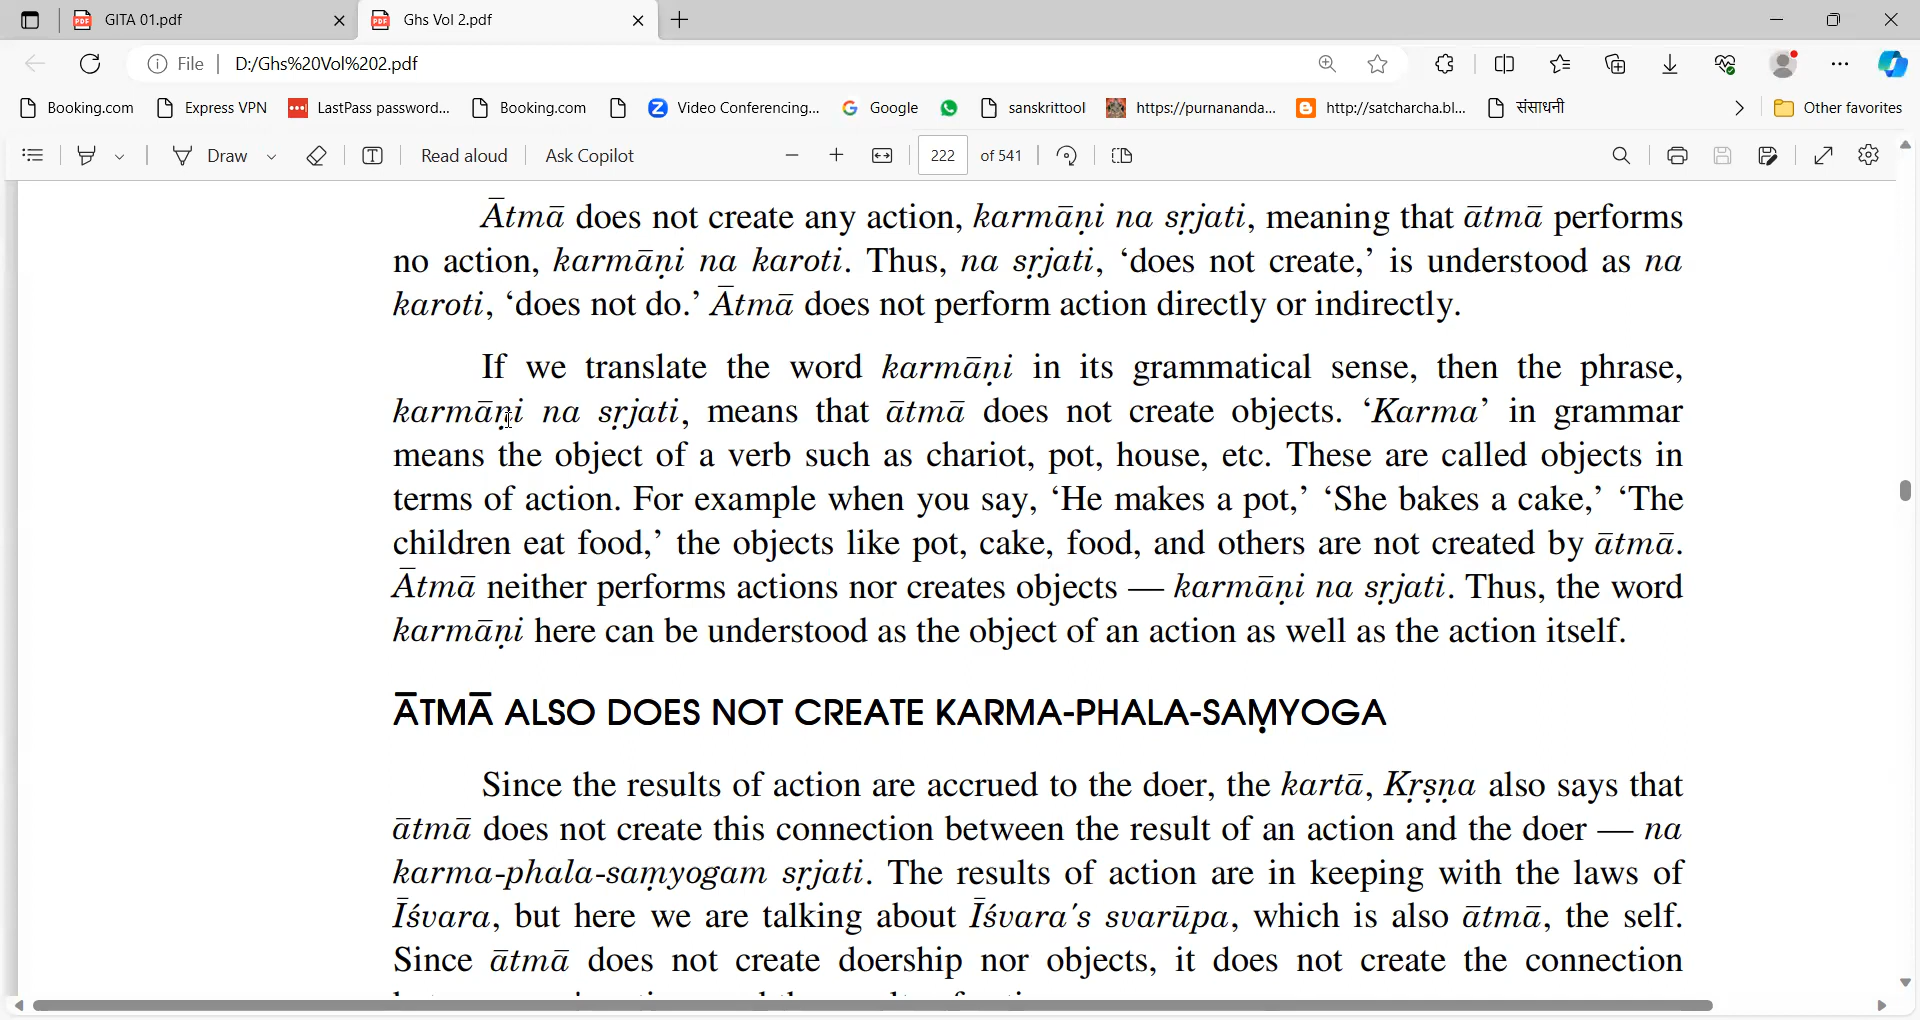 GITA 01.pdf
Ghs Vol 2.pdf
File | D:/Ghs%20Vol%202.pdf
Booking.com Express VPN LastPass password... Booking.com Video Conferencing... Google sanskrittool https://purnananda... http://satcharcha.bl... संसाधनी Other favorites
Draw Read aloud Ask Copilot 222 of 541
Ātmā does not create any action, karmāṇi na sṛjati, meaning that ātmā performs
no action, karmāṇi na karoti. Thus, na sṛjati, ‘does not create,’ is understood as na
karoti, ‘does not do.’ Ātmā does not perform action directly or indirectly.
If we translate the word karmāṇi in its grammatical sense, then the phrase,
karmāṇi na sṛjati, means that ātmā does not create objects. ‘Karma’ in grammar
means the object of a verb such as chariot, pot, house, etc. These are called objects in
terms of action. For example when you say, ‘He makes a pot,’ ‘She bakes a cake,’ ‘The
children eat food,’ the objects like pot, cake, food, and others are not created by ātmā.
Ātmā neither performs actions nor creates objects — karmāṇi na sṛjati. Thus, the word
karmāṇi here can be understood as the object of an action as well as the action itself.
ĀTMĀ ALSO DOES NOT CREATE KARMA-PHALA-SAṂYOGA
Since the results of action are accrued to the doer, the kartā, Kṛṣṇa also says that
ātmā does not create this connection between the result of an action and the doer — na
karma-phala-saṃyogam sṛjati. The results of action are in keeping with the laws of
Īśvara, but here we are talking about Īśvara's svarūpa, which is also ātmā, the self.
Since ātmā does not create doership nor objects, it does not create the connection